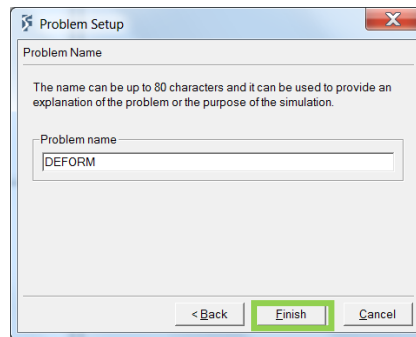 Problem Setup
Problem Name
The name can be up to 80 characters and it can be used to provide an
explanation of the problem or the purpose of the simulation.
Problem name
DEFORM
< Back Finish Cancel